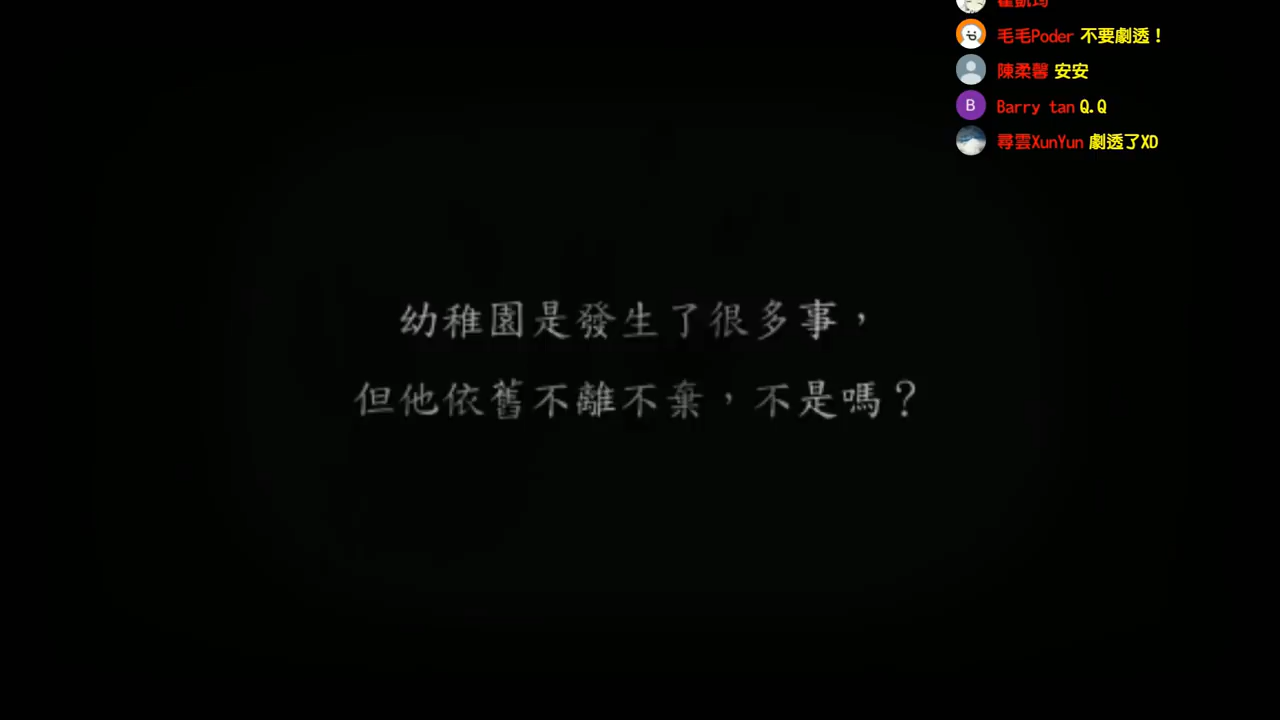 毛毛Poder 不要劇透！
陳柔馨 安安
B Barry tan Q.Q
尋雲XunYun 劇透了XD
幼稚園是發生了很多事，
但他依舊不離不棄，不是嗎？